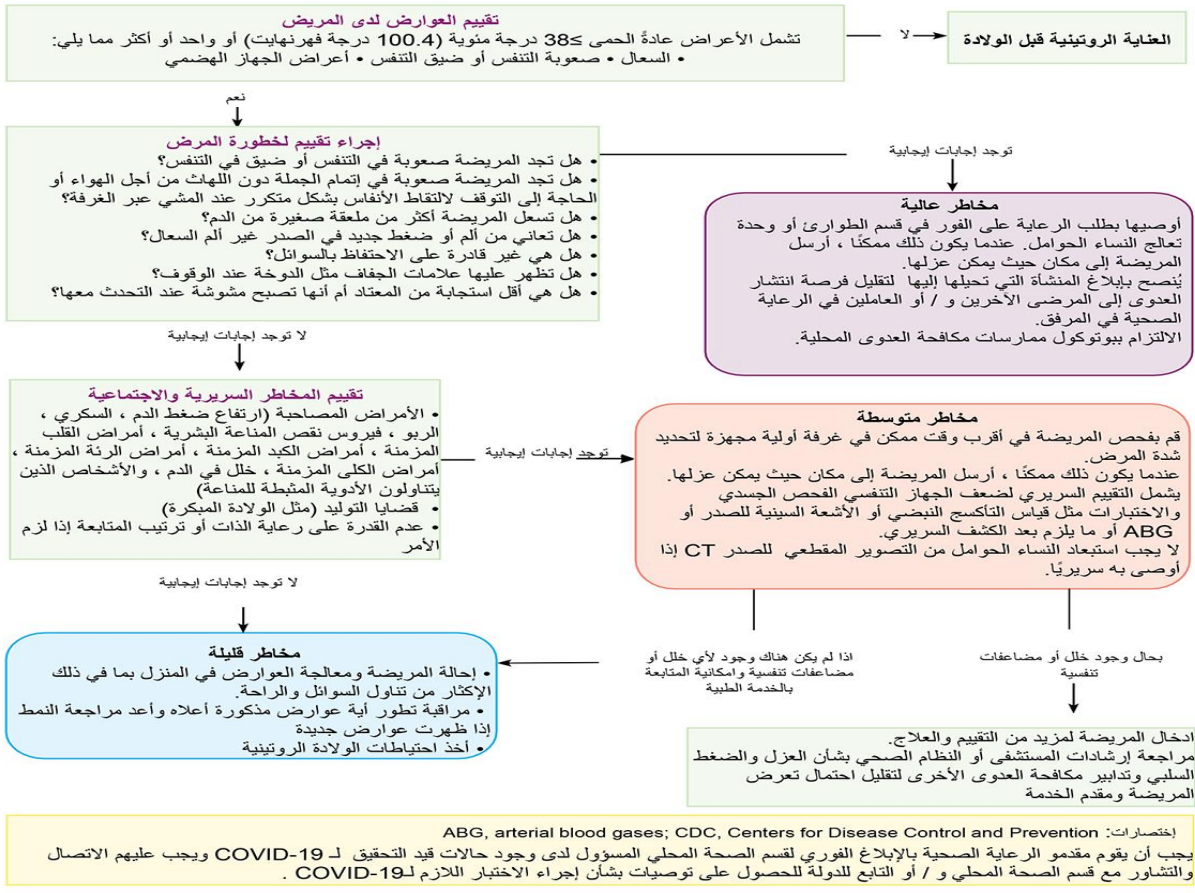 تقييم العوارض لدى المريض
تشمل الأعراض عادةً الحمى ≥38 درجة مئوية (100.4 درجة فهرنهايت) أو واحد أو أكثر مما يلي:
• السعال • صعوبة التنفس أو ضيق التنفس • أعراض الجهاز الهضمي
لا
العناية الروتينية قبل الولادة
نعم
إجراء تقييم لخطورة المرض
• هل تجد المريضة صعوبة في التنفس أو ضيق في التنفس؟
• هل تجد المريضة صعوبة في إتمام الجملة دون اللهاث من أجل الهواء أو
الحاجة إلى التوقف لالتقاط الأنفاس بشكل متكرر عند المشي عبر الغرفة؟
• هل تسعل المريضة أكثر من ملعقة صغيرة من الدم؟
• هل تعاني من ألم أو ضغط جديد في الصدر غير ألم السعال؟
• هل هي غير قادرة على الاحتفاظ بالسوائل؟
• هل تظهر عليها علامات الجفاف مثل الدوخة عند الوقوف؟
• هل هي أقل استجابة من المعتاد أم أنها تصبح مشوشة عند التحدث معها؟
توجد إجابات إيجابية
مخاطر عالية
أوصيها بطلب الرعاية على الفور في قسم الطوارئ أو وحدة
تعالج النساء الحوامل. عندما يكون ذلك ممكنًا ، أرسل
المريضة إلى مكان حيث يمكن عزلها.
يُنصح بإبلاغ المنشأة التي تحيلها إليها لتقليل فرصة انتشار
العدوى إلى المرضى الآخرين و / أو العاملين في الرعاية
الصحية في المرفق.
الالتزام ببوتوكول ممارسات مكافحة العدوى المحلية.
لا توجد إجابات إيجابية
تقييم المخاطر السريرية والاجتماعية
• الأمراض المصاحبة (ارتفاع ضغط الدم ، السكري ،
الربو ، فيروس نقص المناعة البشرية ، أمراض القلب
المزمنة ، أمراض الكبد المزمنة ، أمراض الرئة المزمنة ،
أمراض الكلى المزمنة ، خلل في الدم ، والأشخاص الذين
يتناولون الأدوية المثبطة للمناعة)
• قضايا التوليد (مثل الولادة المبكرة)
• عدم القدرة على رعاية الذات أو ترتيب المتابعة إذا لزم
الأمر
توجد إجابات إيجابية
مخاطر متوسطة
قم بفحص المريضة في أقرب وقت ممكن في غرفة أولية مجهزة لتحديد
شدة المرض.
عندما يكون ذلك ممكنًا ، أرسل المريضة إلى مكان حيث يمكن عزلها.
يشمل التقييم السريري لضعف الجهاز التنفسي الفحص الجسدي
والاختبارات مثل قياس التأكسج النبضي أو الأشعة السينية للصدر أو
ABG أو ما يلزم بعد الكشف السريري.
لا يجب استبعاد النساء الحوامل من التصوير المقطعي للصدر CT إذا
أوصى به سريريًا.
لا توجد إجابات إيجابية
مخاطر قليلة
• إحالة المريضة ومعالجة العوارض في المنزل بما في ذلك
الإكثار من تناول السوائل والراحة.
• مراقبة تطور أية عوارض مذكورة أعلاه وأعد مراجعة النمط
إذا ظهرت عوارض جديدة
• أخذ احتياطات الولادة الروتينية
اذا لم يكن هناك وجود لأي خلل أو
مضاعفات تنفسية وامكانية المتابعة
بالخدمة الطبية
بحال وجود خلل أو مضاعفات
تنفسية
ادخال المريضة لمزيد من التقييم والعلاج.
مراجعة إرشادات المستشفى أو النظام الصحي بشأن العزل والضغط
السلبي وتدابير مكافحة العدوى الأخرى لتقليل احتمال تعرض
المريضة ومقدم الخدمة
إختصارات: ABG, arterial blood gases; CDC, Centers for Disease Control and Prevention
يجب أن يقوم مقدمو الرعاية الصحية بالإبلاغ الفوري لقسم الصحة المحلي المسؤول لدى وجود حالات قيد التحقيق لـ COVID-19 ويجب عليهم الاتصال
والتشاور مع قسم الصحة المحلي و / أو التابع للدولة للحصول على توصيات بشأن إجراء الاختبار اللازم لـCOVID-19 .